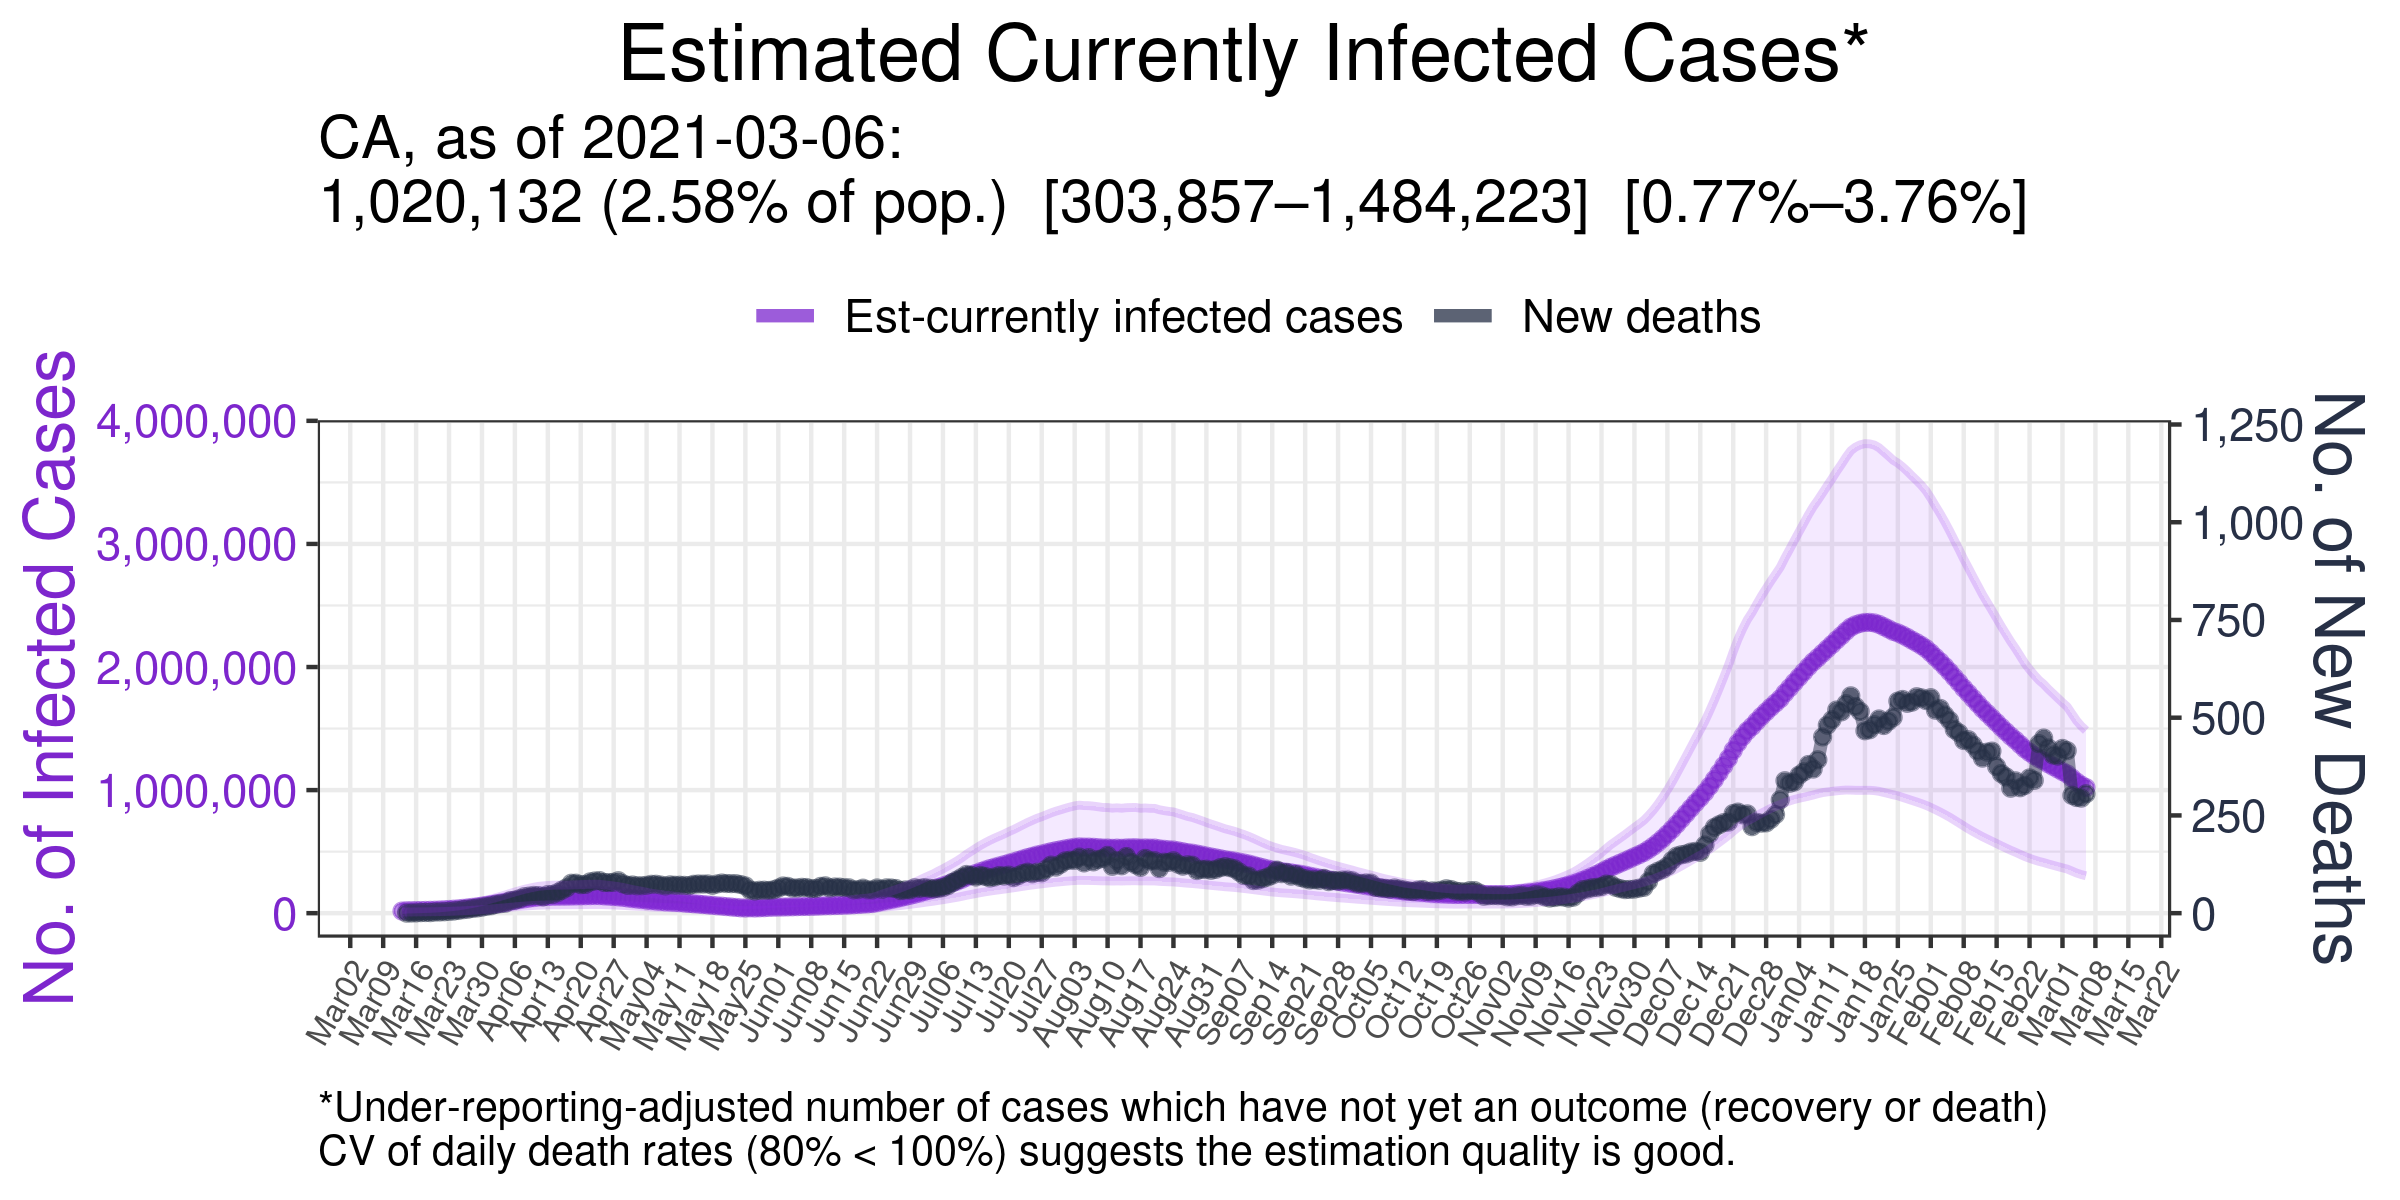 Estimated Currently Infected Cases*
CA, as of 2021-03-06:
1,020,132 (2.58% of pop.) [303,857–1,484,223] [0.77%–3.76%]
Est-currently infected cases
New deaths
No. of Infected Cases
4,000,000
3,000,000
2,000,000
1,000,000
0
1,250
1,000
750
500
250
0
No. of New Deaths
Mar02
Mar09
Mar16
Mar23
Mar30
Apr06
Apr13
Apr20
Apr27
May04
May11
May18
May25
Jun01
Jun08
Jun15
Jun22
Jun29
Jul06
Jul13
Jul20
Jul27
Aug03
Aug10
Aug17
Aug24
Aug31
Sep07
Sep14
Sep21
Sep28
Oct05
Oct12
Oct19
Oct26
Nov02
Nov09
Nov16
Nov23
Nov30
Dec07
Dec14
Dec21
Dec28
Jan04
Jan11
Jan18
Jan25
Feb01
Feb08
Feb15
Feb22
Mar01
Mar08
Mar15
Mar22
*Under-reporting-adjusted number of cases which have not yet an outcome (recovery or death)
CV of daily death rates (80% < 100%) suggests the estimation quality is good.